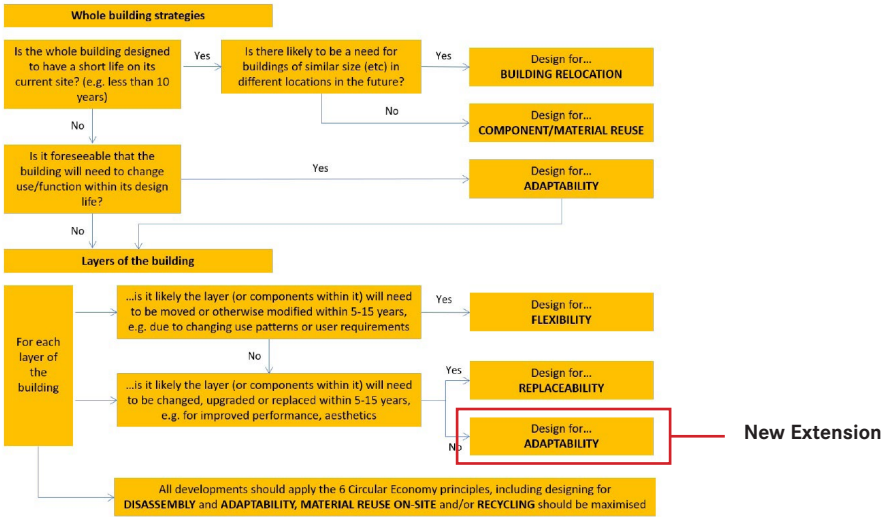 Whole building strategies
Is the whole building designed
to have a short life on its
current site? (e.g. less than 10
years)
Yes
Is there likely to be a need for
buildings of similar size (etc) in
different locations in the future?
Yes
Design for...
BUILDING RELOCATION
No
Design for...
COMPONENT/MATERIAL REUSE
No
Is it foreseeable that the
building will need to change
use/function within its design
life?
Yes
Design for...
ADAPTABILITY
No
Layers of the building
For each
layer of
the
building
...is it likely the layer (or components within it) will need
to be moved or otherwise modified within 5-15 years,
e.g. due to changing use patterns or user requirements
Yes
Design for...
FLEXIBILITY
No
...is it likely the layer (or components within it) will need
to be changed, upgraded or replaced within 5-15 years,
e.g. for improved performance, aesthetics
Yes
Design for...
REPLACEABILITY
No
Design for...
ADAPTABILITY
New Extension
All developments should apply the 6 Circular Economy principles, including designing for
DISASSEMBLY and ADAPTABILITY, MATERIAL REUSE ON-SITE and/or RECYCLING should be maximised